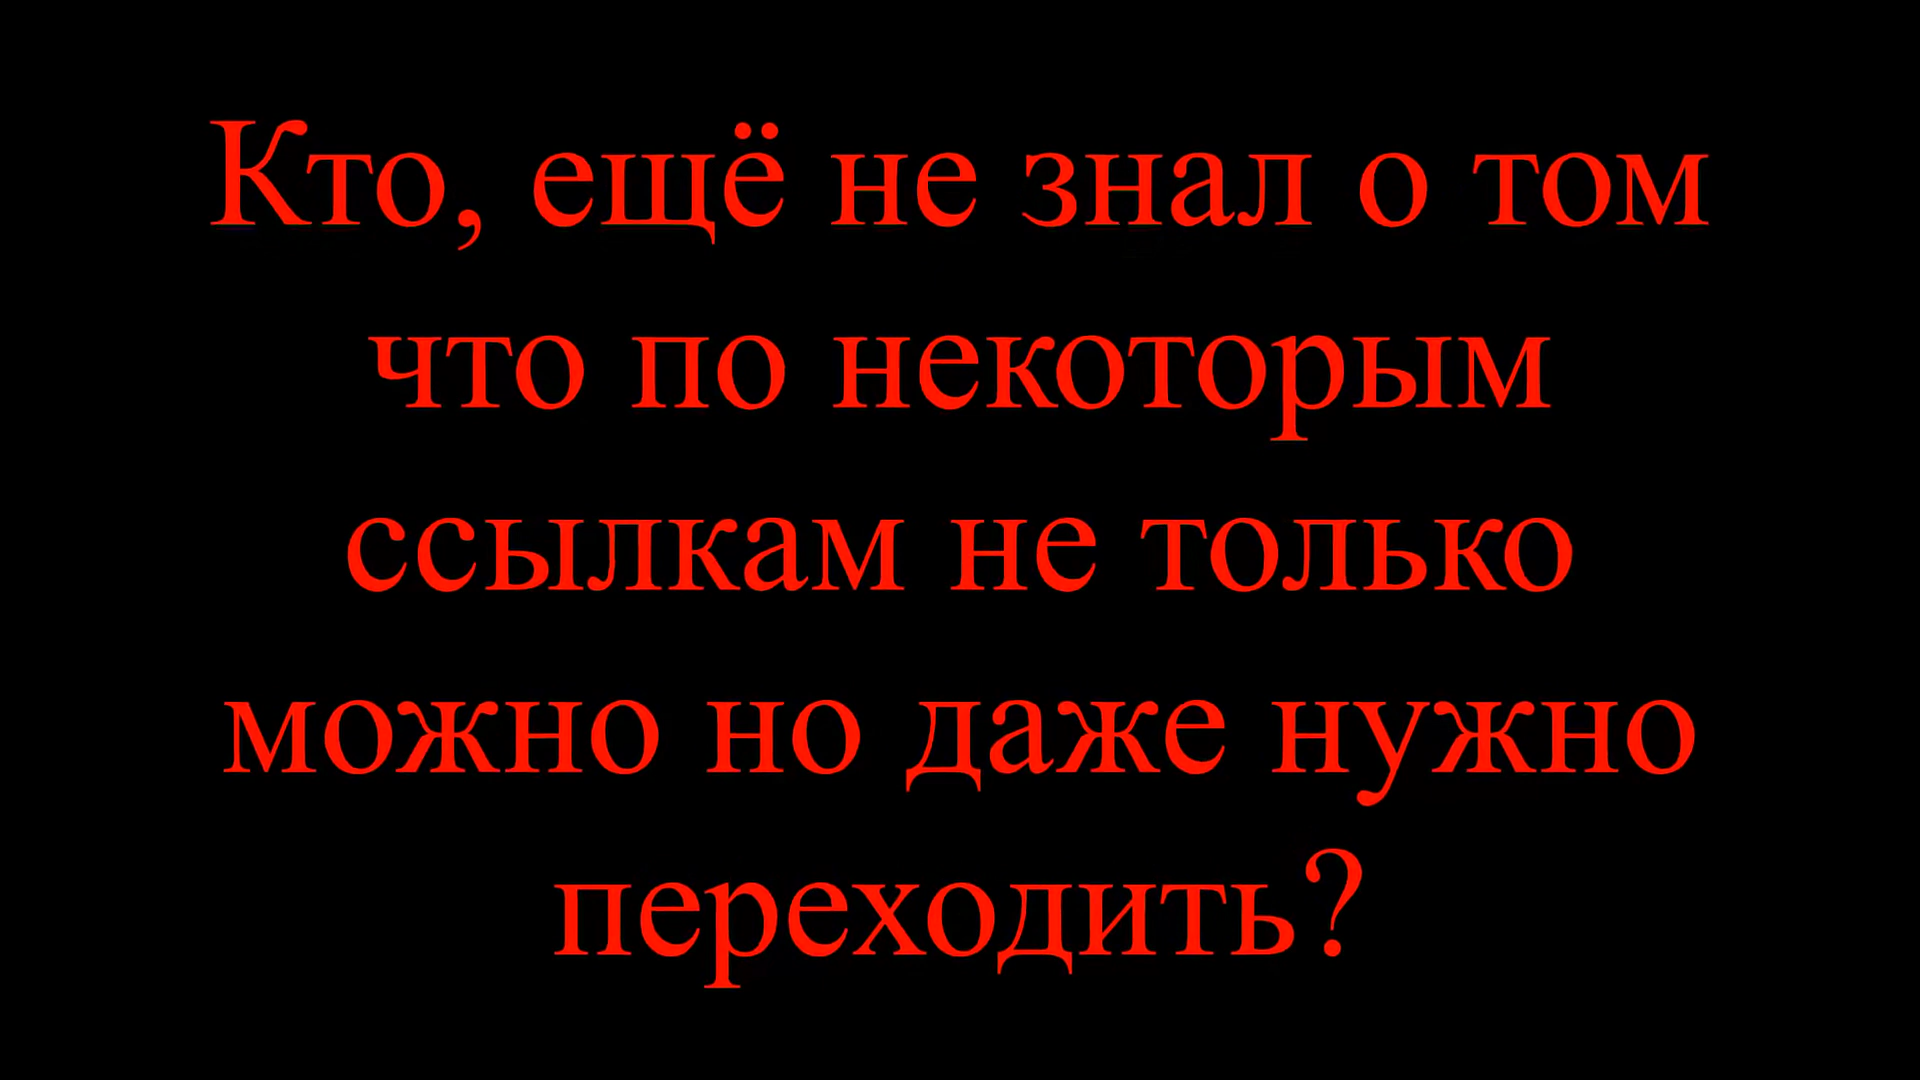 Кто, ещё не знал о том
что по некоторым
ссылкам не только
можно но даже нужно
переходить?